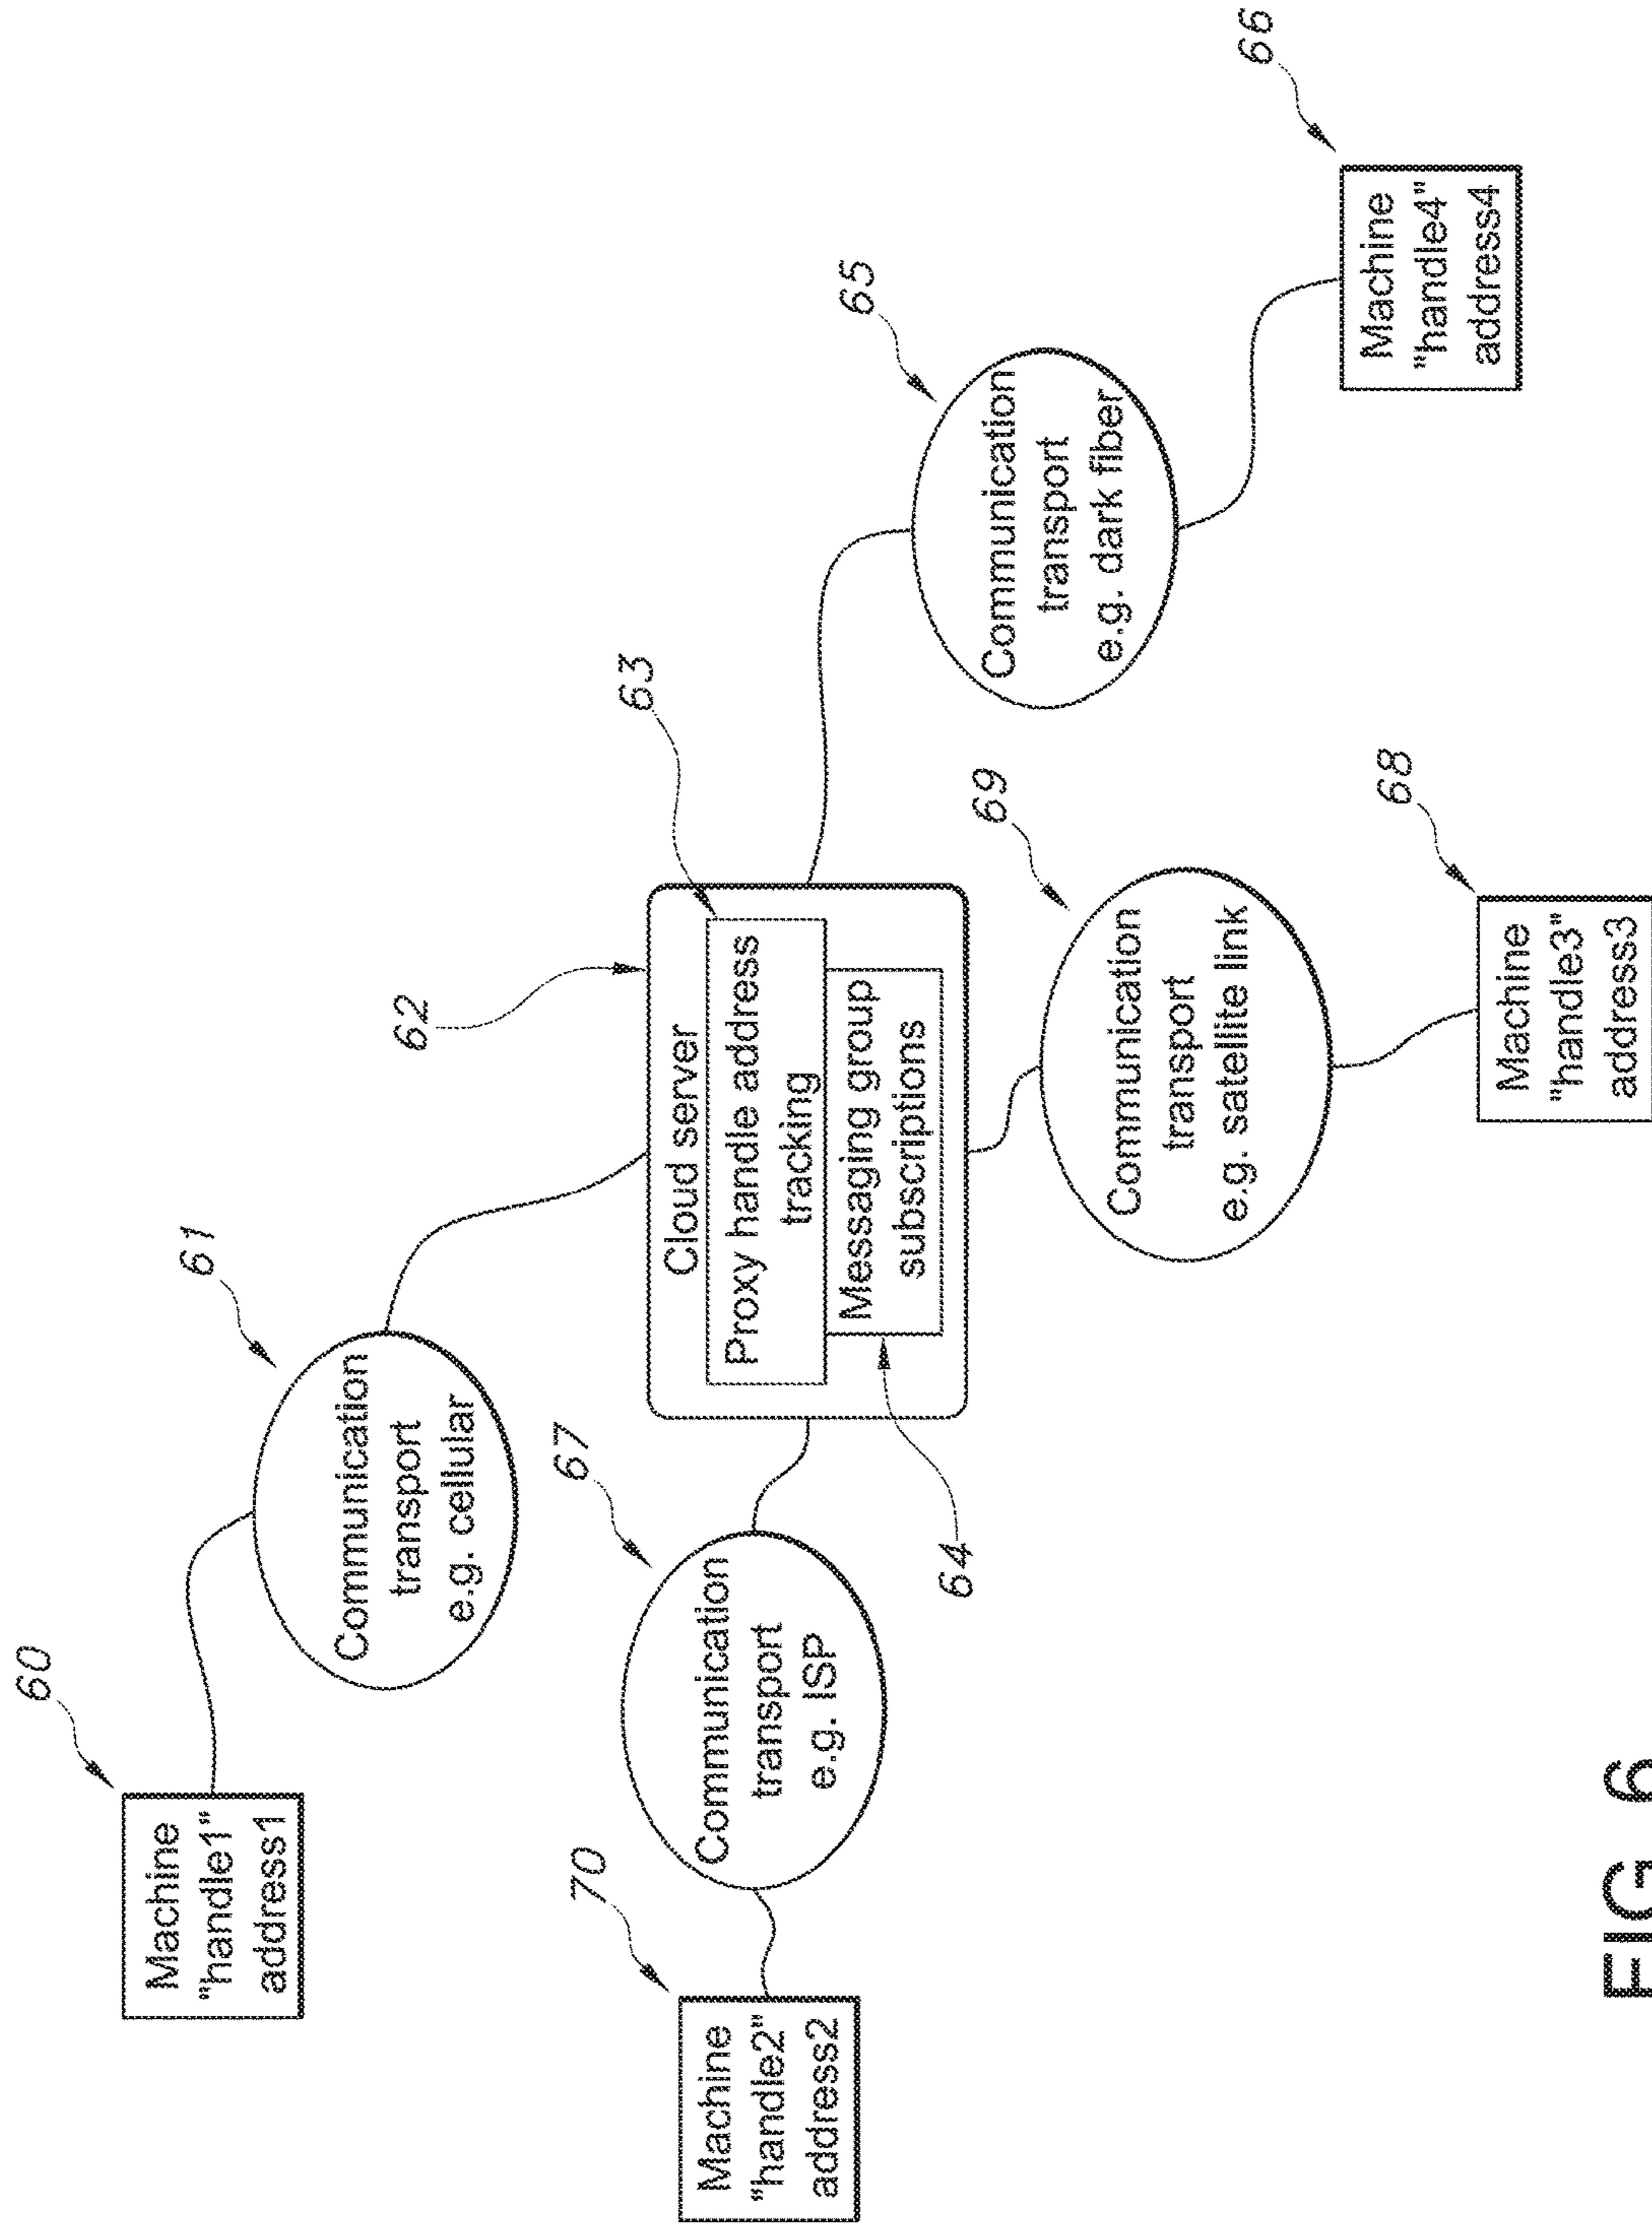 60
Machine
"handle1"
address1
61
Communication
transport
e.g. cellular
62
63
Cloud server
Proxy handle address
tracking
Messaging group
subscriptions
64
65
Communication
transport
e.g. dark fiber
66
Machine
"handle4"
address4
67
Communication
transport
e.g. ISP
70
Machine
"handle2"
address2
69
Communication
transport
e.g. satellite link
68
Machine
"handle3"
address3
FIG 6